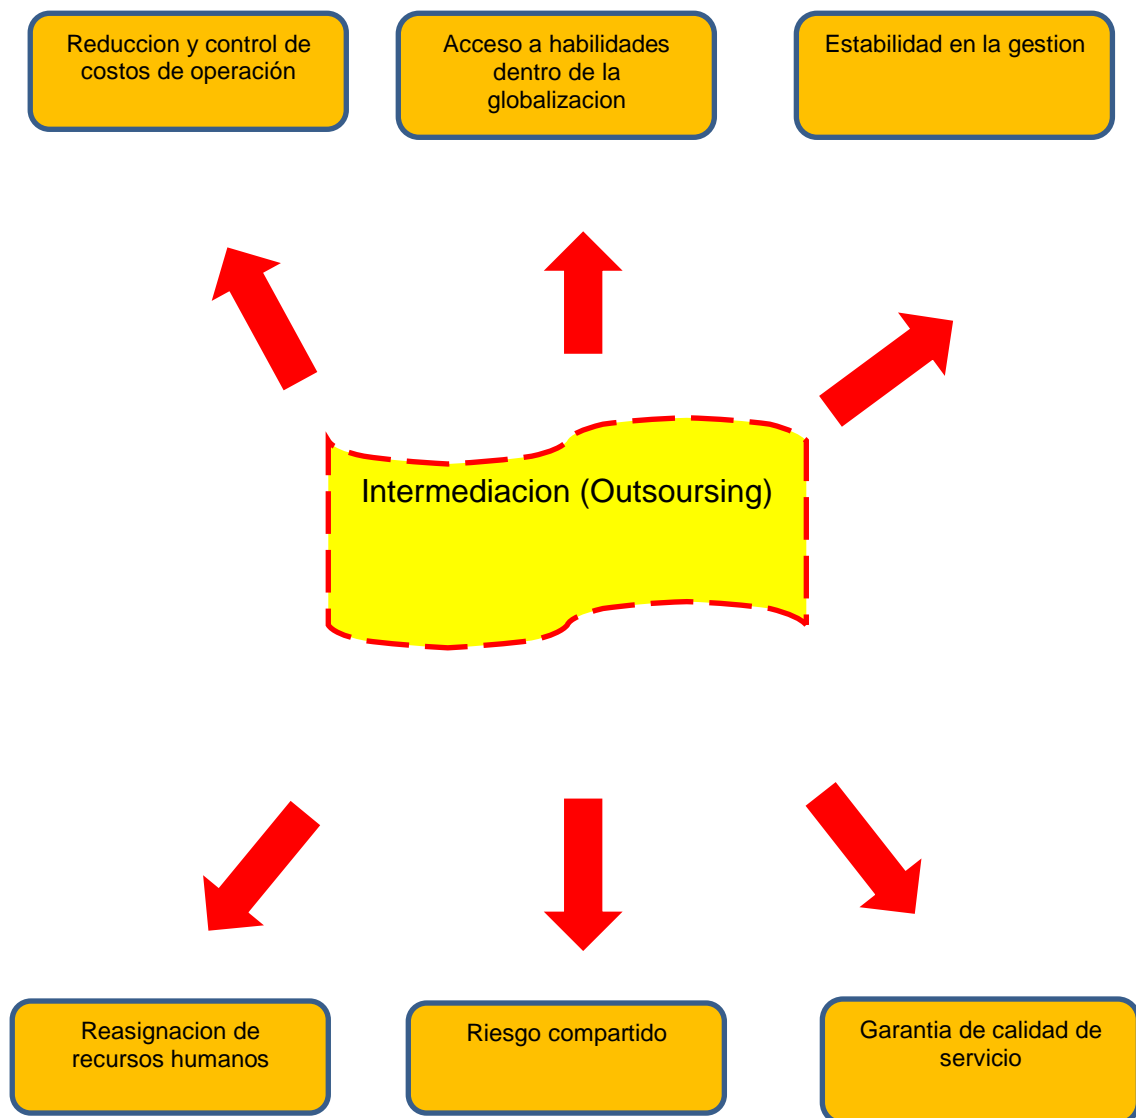 Reduccion y control de
costos de operación
Acceso a habilidades
dentro de la
globalizacion
Estabilidad en la gestion
Intermediacion (Outsoursing)
Reasignacion de
recursos humanos
Riesgo compartido
Garantia de calidad de
servicio